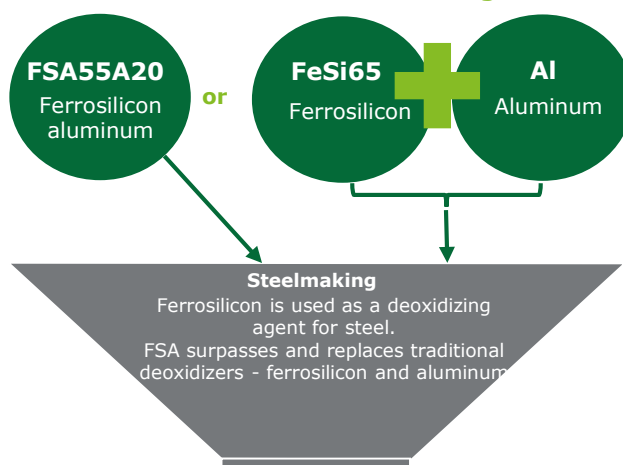 FSA55A20
Ferrosilicon
aluminum
or
FeSi65
Ferrosilicon
Al
Aluminum
Steelmaking
Ferrosilicon is used as a deoxidizing
agent for steel.
FSA surpasses and replaces traditional
deoxidizers - ferrosilicon and aluminum